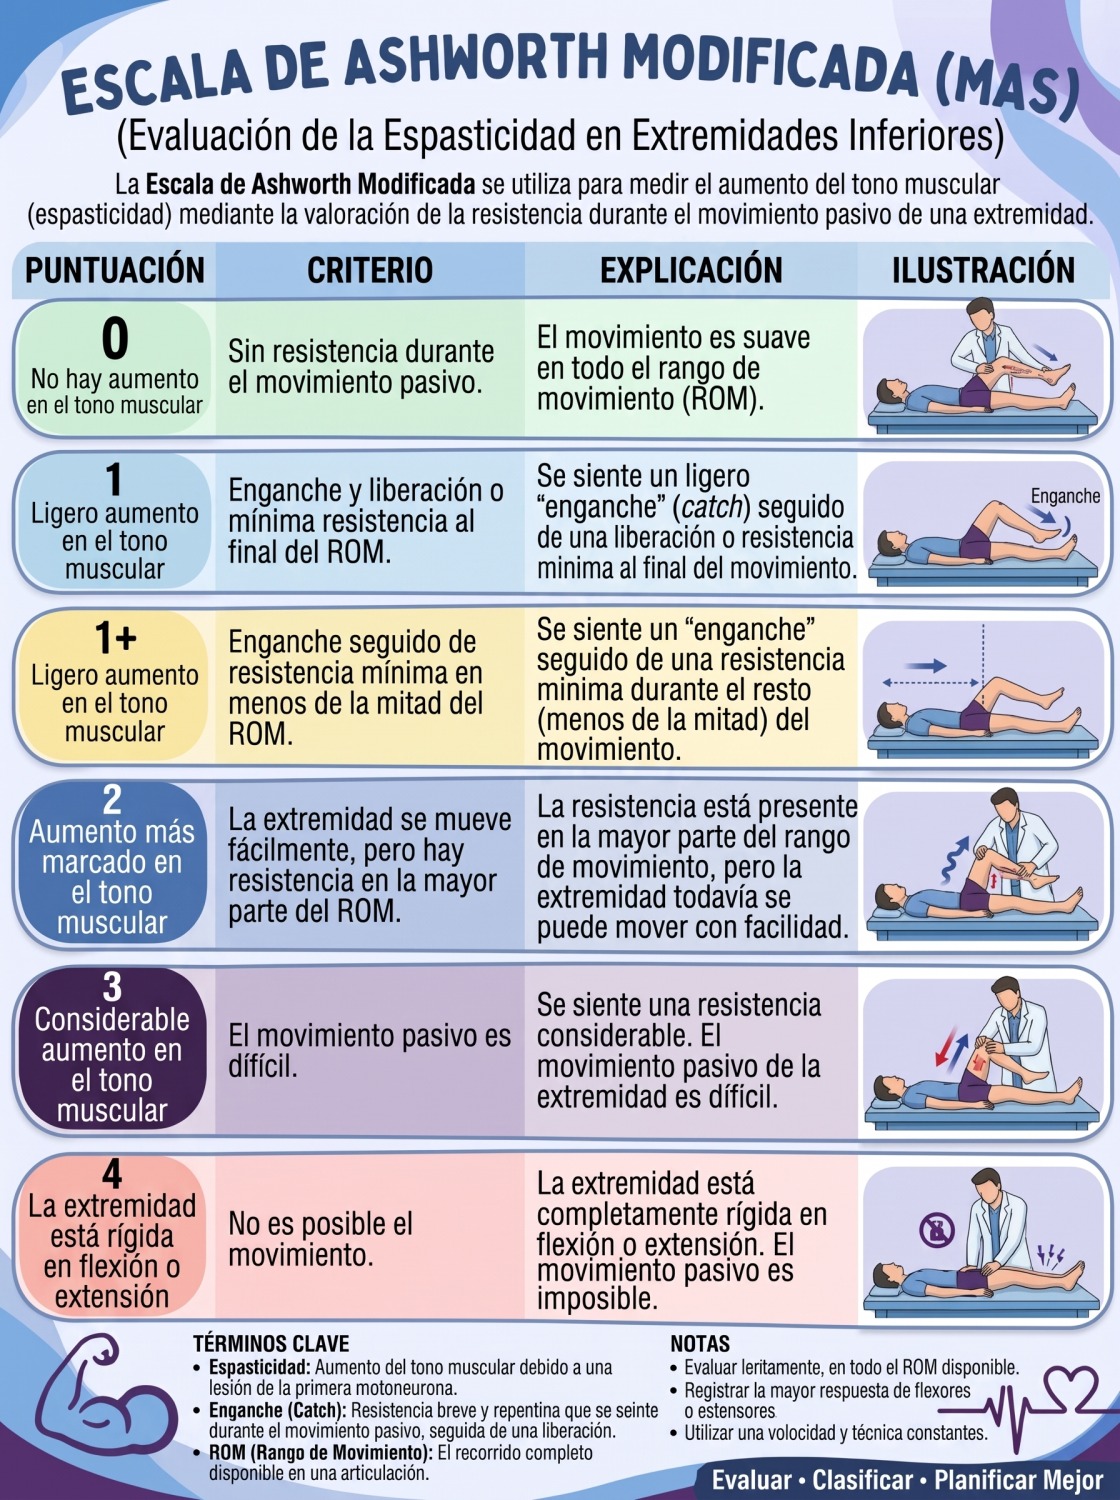 ESCALA DE ASHWORTH MODIFICADA (MAS)
(Evaluación de la Espasticidad en Extremidades Inferiores)
La Escala de Ashworth Modificada se utiliza para medir el aumento del tono muscular
(espasticidad) mediante la valoración de la resistencia durante el movimiento pasivo de una extremidad.
PUNTUACIÓN CRITERIO EXPLICACIÓN ILUSTRACIÓN
0
No hay aumento
en el tono muscular
Sin resistencia durante
el movimiento pasivo.
El movimiento es suave
en todo el rango de
movimiento (ROM).
1
Ligero aumento
en el tono
muscular
Enganche y liberación o
mínima resistencia al
final del ROM.
Se siente un ligero
“enganche” (catch) seguido
de una liberación o resistencia
minima al final del movimiento.
Enganche
1+
Ligero aumento
en el tono
muscular
Enganche seguido de
resistencia mínima en
menos de la mitad del
ROM.
Se siente un “enganche”
seguido de una resistencia
minima durante el resto
(menos de la mitad) del
movimiento.
2
Aumento más
marcado en
el tono
muscular
La extremidad se mueve
fácilmente, pero hay
resistencia en la mayor
parte del ROM.
La resistencia está presente
en la mayor parte del rango
de movimiento, pero la
extremidad todavía se
puede mover con facilidad.
3
Considerable
aumento en
el tono
muscular
El movimiento pasivo es
difícil.
Se siente una resistencia
considerable. El
movimiento pasivo de la
extremidad es difícil.
4
La extremidad
está rígida
en flexión o
extensión
No es posible el
movimiento.
La extremidad está
completamente rígida en
flexión o extensión. El
movimiento pasivo es
imposible.
TÉRMINOS CLAVE
• Espasticidad: Aumento del tono muscular debido a una
lesión de la primera motoneurona.
• Enganche (Catch): Resistencia breve y repentina que se seinte
durante el movimiento pasivo, seguida de una liberación.
• ROM (Rango de Movimiento): El recorrido completo
disponible en una articulación.
NOTAS
• Evaluar lerítamente, en todo el ROM disponible.
• Registrar la mayor respuesta de flexores
o estensores
• Utilizar una velocidad y técnica constantes.
Evaluar • Clasificar • Planificar Mejor